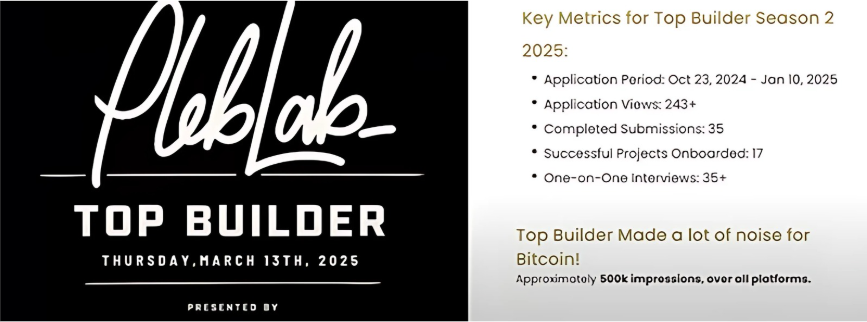 PlebLab
TOP BUILDER
THURSDAY, MARCH 13TH, 2025
PRESENTED BY
Key Metrics for Top Builder Season 2
2025:
• Application Period: Oct 23, 2024 - Jan 10, 2025
• Application Views: 243+
• Completed Submissions: 35
• Successful Projects Onboarded: 17
• One-on-One Interviews: 35+
Top Builder Made a lot of noise for
Bitcoin!
Approximately 500k impressions, over all platforms.